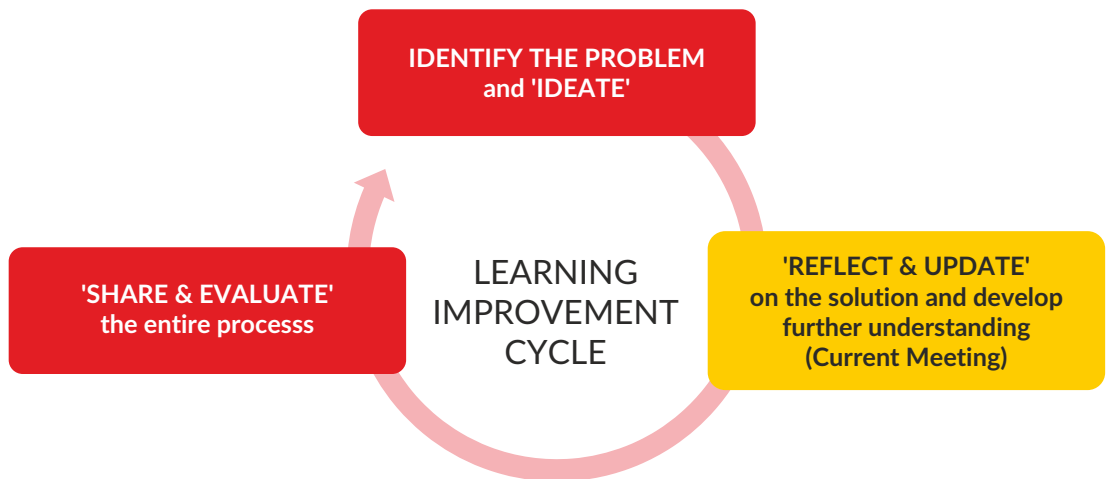 IDENTIFY THE PROBLEM
and 'IDEATE'
'REFLECT & UPDATE'
on the solution and develop
further understanding
(Current Meeting)
'SHARE & EVALUATE'
the entire processs
LEARNING
IMPROVEMENT
CYCLE